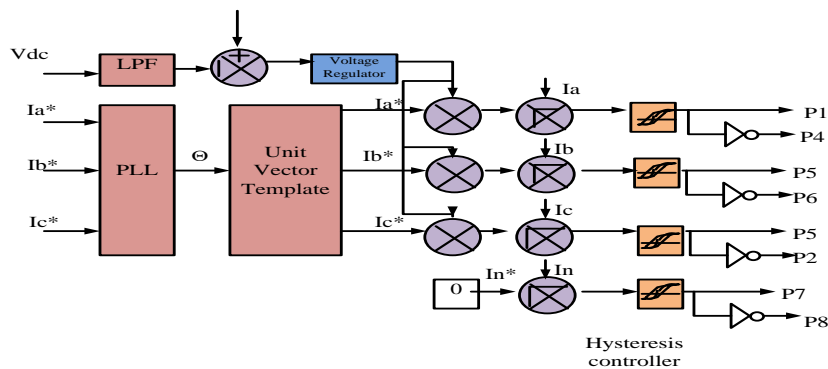 Vdc
LPF
+
Voltage
Regulator
Ia*
Ib*
Ic*
PLL
Θ
Unit
Vector
Template
Ia*
Ib*
Ic*
Ia
Ib
Ic
In*
In
0
P1
P4
P5
P6
P5
P2
P7
P8
Hysteresis
controller